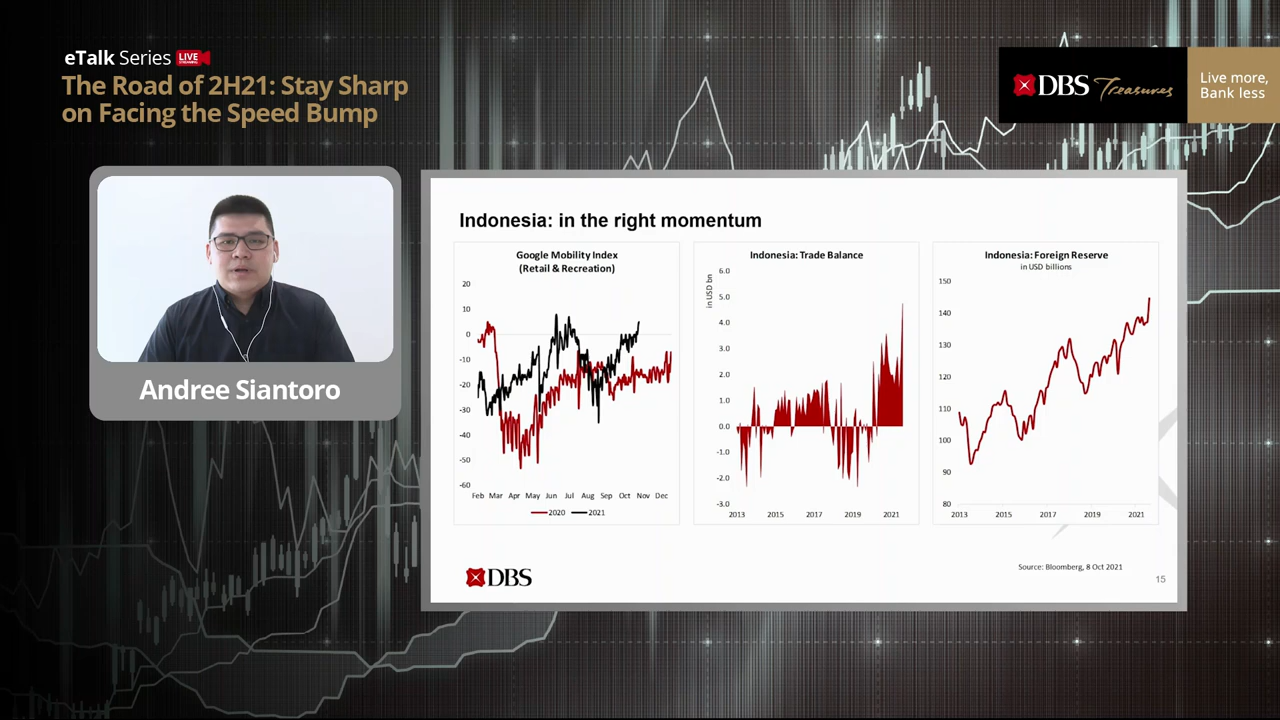 eTalk Series LIVE
STREAMING
The Road of 2H21: Stay Sharp
on Facing the Speed Bump
DBS Treasures
Live more,
Bank less
Andree Siantoro
Indonesia: in the right momentum
Google Mobility Index
(Retail & Recreation)
20
10
0
-10
-20
-30
-40
-50
-60
Feb Mar Apr May Jun Jul Aug Sep Oct Nov Dec
2020 2021
Indonesia: Trade Balance
in USD bn
6.0
5.0
4.0
3.0
2.0
1.0
0.0
-1.0
-2.0
-3.0
2013 2015 2017 2019 2021
Indonesia: Foreign Reserve
in USD billions
150
140
130
120
110
100
90
80
2013 2015 2017 2019 2021
DBS
Source: Bloomberg, 8 Oct 2021
15